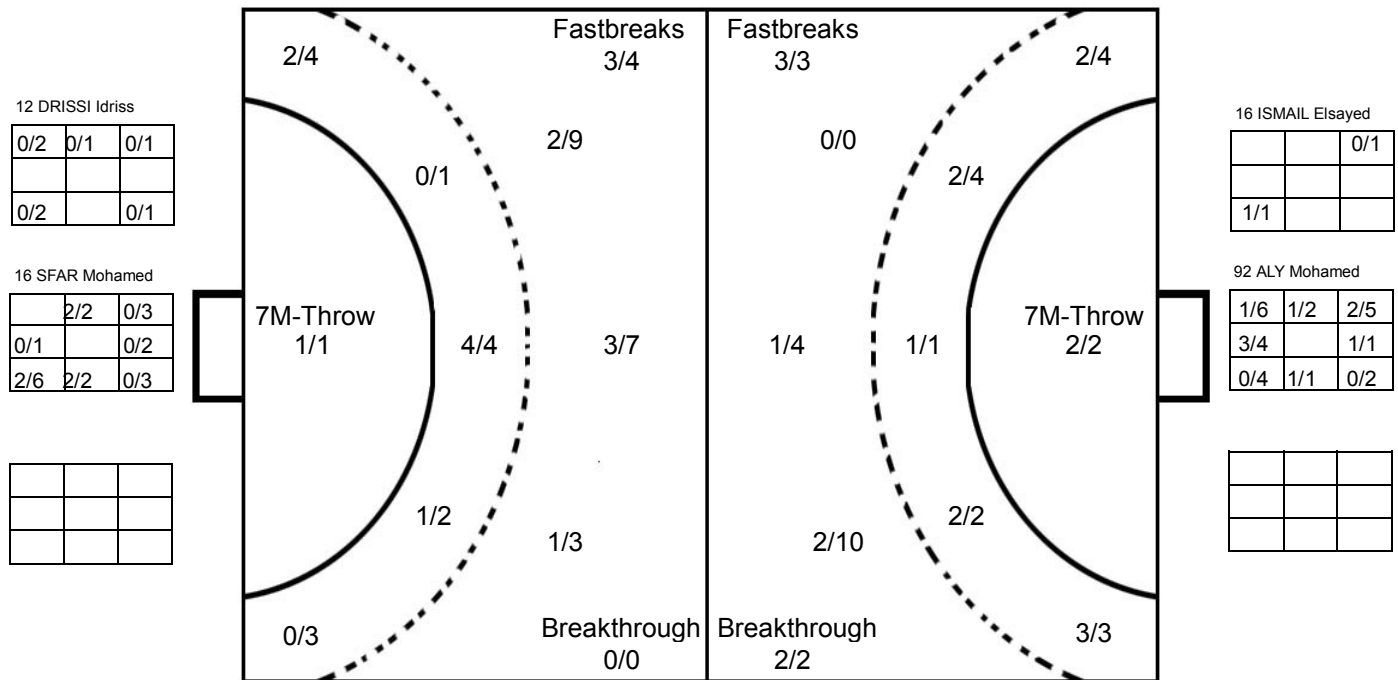 Fastbreaks Fastbreaks
2/4 3/4 3/3 2/4
12 DRISSI Idriss
16 ISMAIL Elsayed
0/2 0/1 0/1
2/9 0/0
0/1
0/1 2/4
0/2 0/1
1/1
16 SFAR Mohamed
92 ALY Mohamed
2/2 0/3
1/6 1/2 2/5
7M-Throw 7M-Throw
0/1 0/2
1/1 4/4 3/7 1/4 1/1 2/2
3/4 1/1
2/6 2/2 0/3
0/4 1/1 0/2
1/2 2/2
1/3 2/10
Breakthrough Breakthrough
0/3 0/0 2/2 3/3